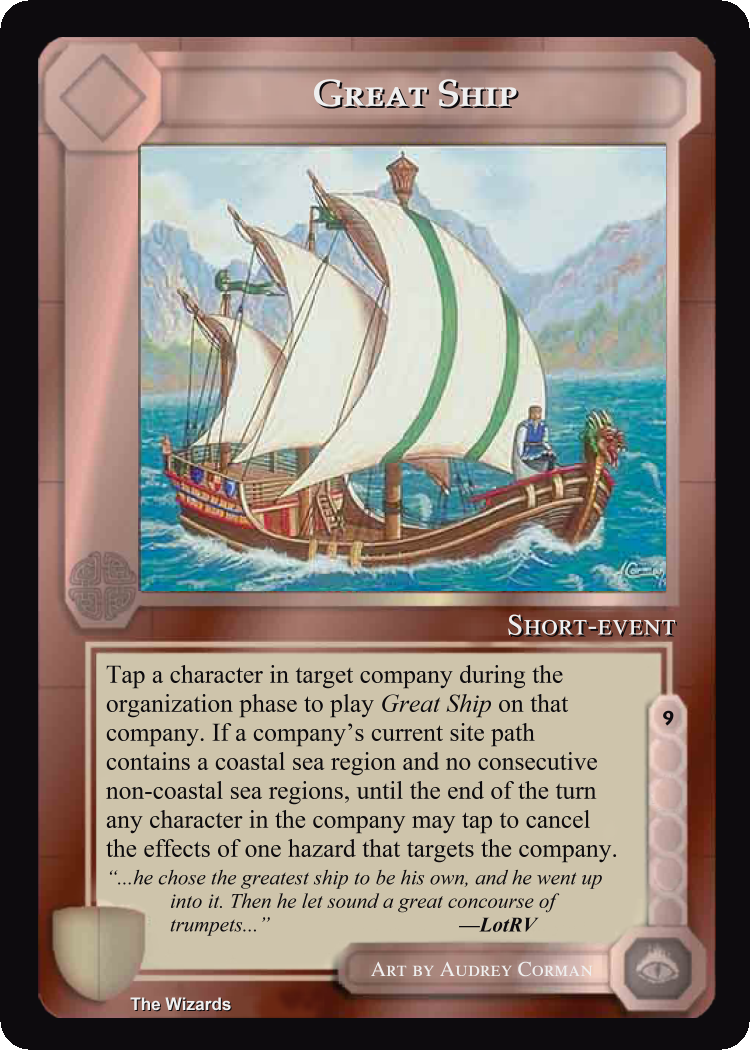 Great Ship
Short-event
Tap a character in target company during the
organization phase to play Great Ship on that
company. If a company’s current site path
contains a coastal sea region and no consecutive
non-coastal sea regions, until the end of the turn
any character in the company may tap to cancel
the effects of one hazard that targets the company.
9
“...he chose the greatest ship to be his own, and he went up
into it. Then he let sound a great concourse of
trumpets...” —LotRV
Art by Audrey Corman
The Wizards